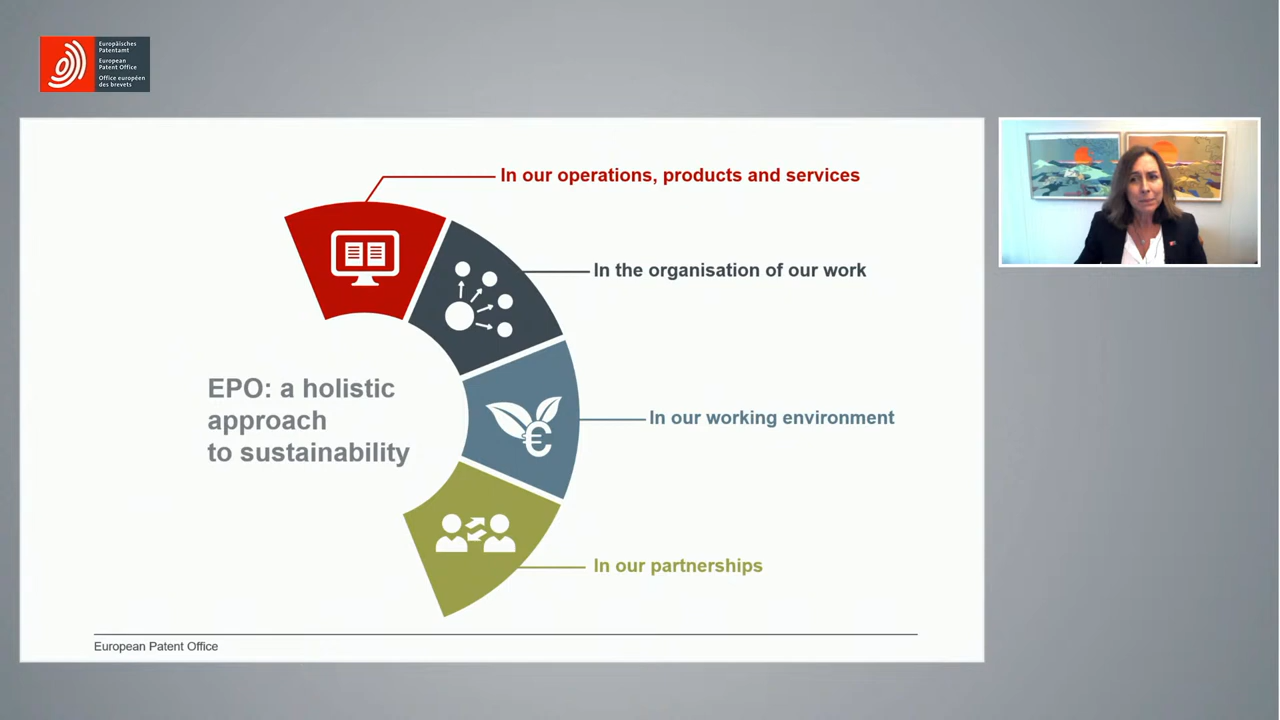 Europäisches
Patentamt
European
Patent Office
Office européen
des brevets
In our operations, products and services
In the organisation of our work
EPO: a holistic
approach
to sustainability
€
In our working environment
In our partnerships
European Patent Office